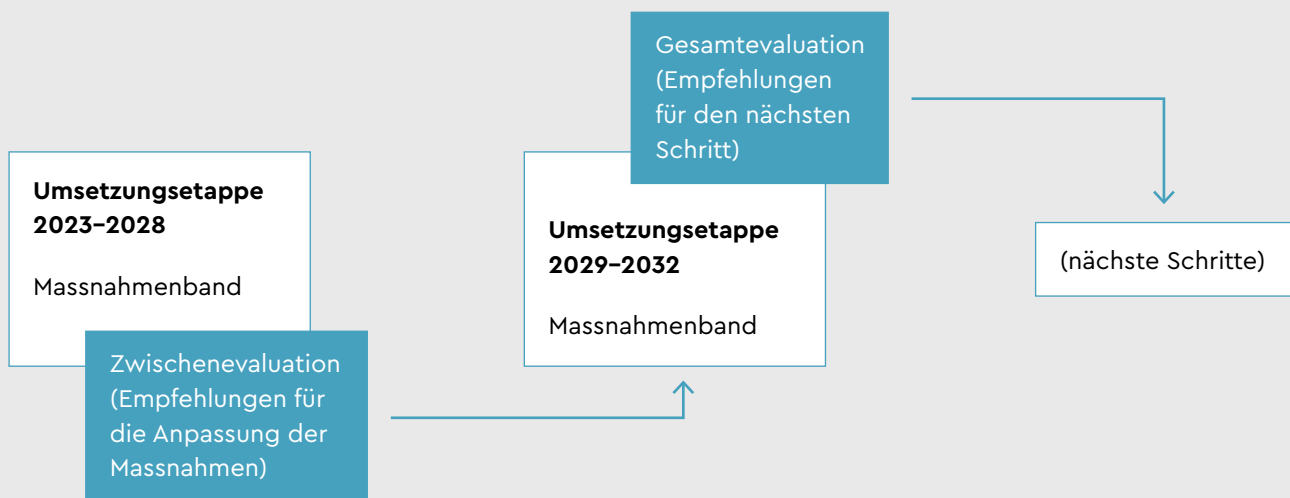 Umsetzungsetappe
2023–2028
Massnahmenband
Zwischenevaluation
(Empfehlungen für
die Anpassung der
Massnahmen)
Gesamtevaluation
(Empfehlungen
für den nächsten
Schritt)
Umsetzungsetappe
2029–2032
Massnahmenband
(nächste Schritte)